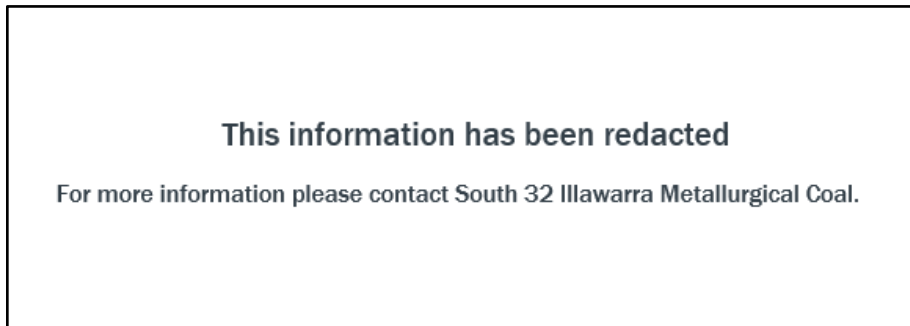 This information has been redacted
For more information please contact South 32 Illawarra Metallurgical Coal.